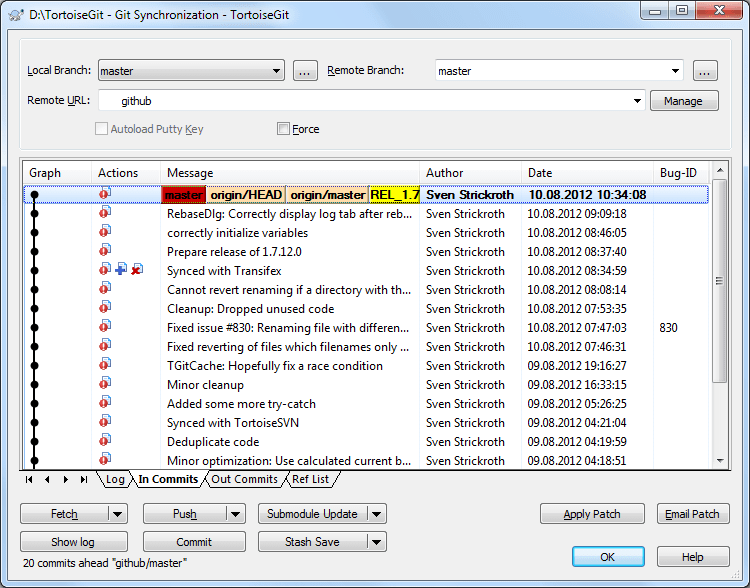 D:\TortoiseGit - Git Synchronization - TortoiseGit
Local Branch: master ... Remote Branch: master ...
Remote URL: github Manage
Autoload Putty Key Force
Graph Actions Message Author Date Bug-ID
master origin/HEAD origin/master REL_1.7 Sven Strickroth 10.08.2012 10:34:08
RebaseDlg: Correctly display log tab after reb... Sven Strickroth 10.08.2012 09:09:18
correctly initialize variables Sven Strickroth 10.08.2012 08:46:05
Prepare release of 1.7.12.0 Sven Strickroth 10.08.2012 08:37:40
Synced with Transifex Sven Strickroth 10.08.2012 08:34:59
Cannot revert renaming if a directory with th... Sven Strickroth 10.08.2012 08:08:14
Cleanup: Dropped unused code Sven Strickroth 10.08.2012 07:53:35
Fixed issue #830: Renaming file with differen... Sven Strickroth 10.08.2012 07:47:03 830
Fixed reverting of files which filenames only ... Sven Strickroth 10.08.2012 07:46:31
TGitCache: Hopefully fix a race condition Sven Strickroth 09.08.2012 19:16:27
Minor cleanup Sven Strickroth 09.08.2012 16:33:15
Added some more try-catch Sven Strickroth 09.08.2012 05:26:25
Synced with TortoiseSVN Sven Strickroth 09.08.2012 04:21:04
Deduplicate code Sven Strickroth 09.08.2012 04:19:59
Minor optimization: Use calculated current b... Sven Strickroth 09.08.2012 04:18:51
Log In Commits Out Commits Ref List
Fetch Push Submodule Update Apply Patch Email Patch
Show log Commit Stash Save
20 commits ahead "github/master" OK Help